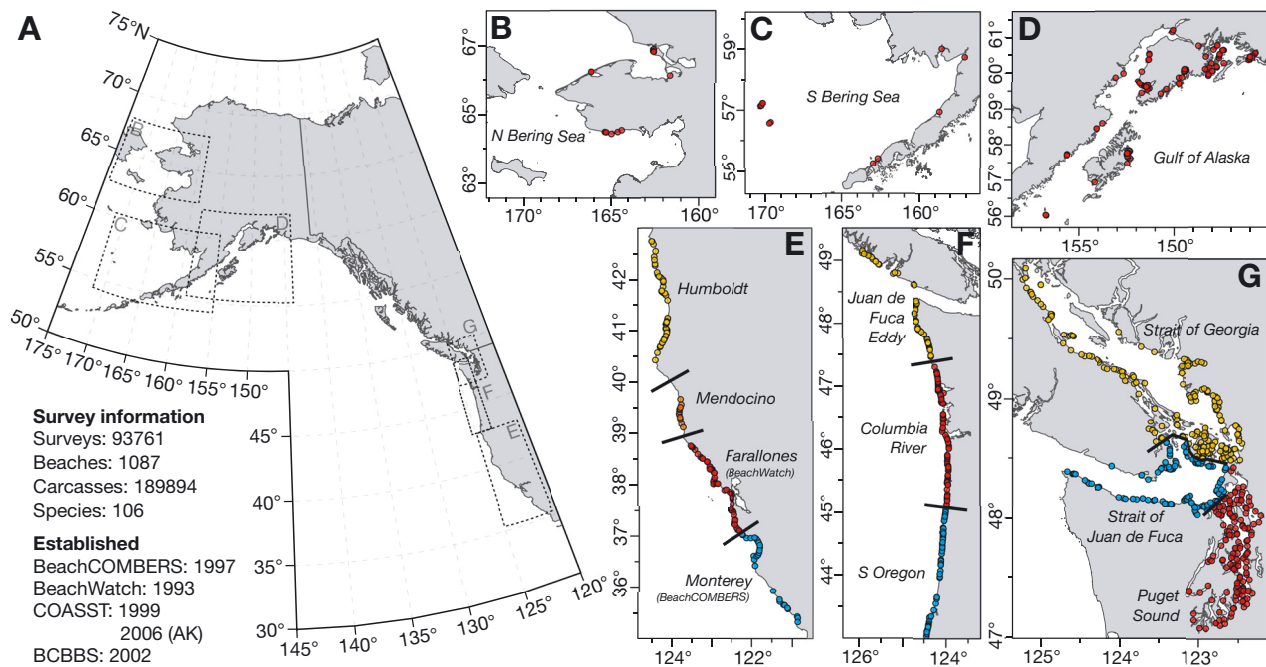 A
75°N
70°
65°
60°
55°
50°
175°
170°
165°
160°
155°
150°
45°
40°
35°
30°
145°
140°
135°
130°
125°
120°
B
C
D
G
F
E
Survey information
Surveys: 93761
Beaches: 1087
Carcasses: 189894
Species: 106
Established
BeachCOMBERS: 1997
BeachWatch: 1993
COASST: 1999
2006 (AK)
BCBBS: 2002
B
67°
65°
63°
N Bering Sea
170°
165°
160°
C
59°
57°
55°
S Bering Sea
170°
165°
160°
D
61°
60°
59°
58°
57°
56°
Gulf of Alaska
155°
150°
E
42°
41°
40°
39°
38°
37°
36°
Humboldt
Mendocino
Farallones
(BeachWatch)
Monterey
(BeachCOMBERS)
124°
122°
F
49°
48°
47°
46°
45°
44°
Juan de
Fuca
Eddy
Columbia
River
S Oregon
126°
124°
G
50°
49°
48°
47°
Strait of Georgia
Strait of
Juan de Fuca
Puget
Sound
125°
124°
123°